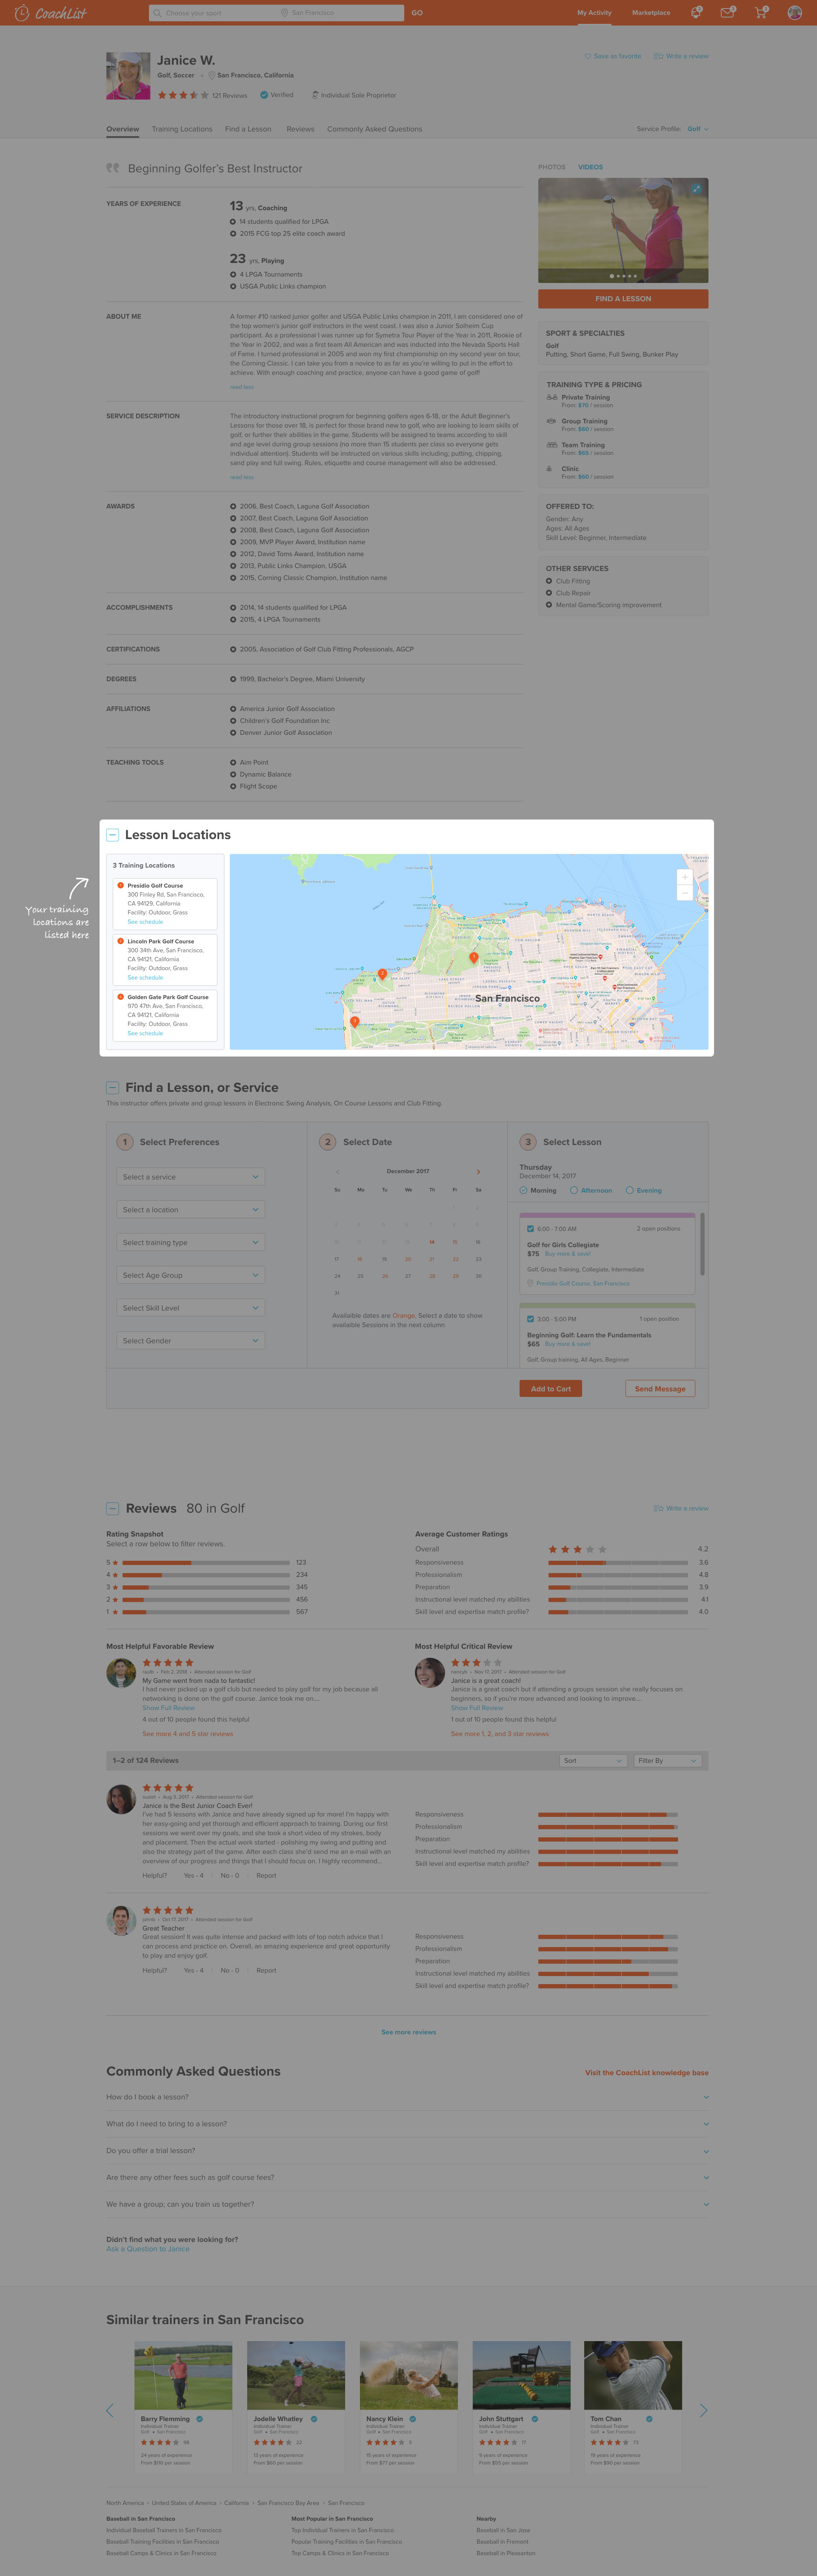 CoachList
Choose your sport
San Francisco
GO
My Activity
Marketplace
Janice W.
Golf, Soccer • San Francisco, California
121 Reviews
Verified
Individual Sole Proprietor
Save as favorite
Write a review
Overview
Training Locations
Find a Lesson
Reviews
Commonly Asked Questions
Service Profile: Golf
Beginning Golfer's Best Instructor
YEARS OF EXPERIENCE
13 yrs, Coaching
14 students qualified for LPGA
2015 FCG top 25 elite coach award
23 yrs, Playing
4 LPGA Tournaments
USGA Public Links champion
ABOUT ME
A former #10 ranked junior golfer and USGA Public Links champion in 2011, I am considered one of
the top women's junior golf instructors in the west coast. I was also a Junior Solheim Cup
participant. As a professional I was runner up for Symetra Tour Player of the Year in 2011, Rookie of
the Year in 2002, and was a first team All American and was inducted into the Nevada Sports Hall
of Fame. I turned professional in 2005 and won my first championship on my second year on tour,
the Corning Classic. I can take you from a novice to as far as you're willing to put in the effort to
achieve. With enough coaching and practice, anyone can have a good game of golf!
read less
SERVICE DESCRIPTION
The introductory instructional program for beginning golfers ages 6-18, or the Adult Beginner's
Lessons for those over 18, is perfect for those brand new to golf, who are looking to learn skills of
golf, or further their abilities in the game. Students will be assigned to teams according to skill
and age level during group sessions (no more than 15 students per class so everyone gets
individual attention). Students will be instructed on various skills including; putting, chipping,
sand play and full swing. Rules, etiquette and course management will also be addressed.
read less
AWARDS
2006, Best Coach, Laguna Golf Association
2007, Best Coach, Laguna Golf Association
2008, Best Coach, Laguna Golf Association
2009, MVP Player Award, Institution name
2012, David Toms Award, Institution name
2013, Public Links Champion, USGA
2015, Corning Classic Champion, Institution name
ACCOMPLISHMENTS
2014, 14 students qualified for LPGA
2015, 4 LPGA Tournaments
CERTIFICATIONS
2005, Association of Golf Club Fitting Professionals, AGCP
DEGREES
1999, Bachelor's Degree, Miami University
AFFILIATIONS
America Junior Golf Association
Children's Golf Foundation Inc
Denver Junior Golf Association
TEACHING TOOLS
Aim Point
Dynamic Balance
Flight Scope
PHOTOS
VIDEOS
FIND A LESSON
SPORT & SPECIALTIES
Golf
Putting, Short Game, Full Swing, Bunker Play
TRAINING TYPE & PRICING
Private Training
From: $70 / session
Group Training
From: $60 / session
Team Training
From: $65 / session
Clinic
From: $60 / session
OFFERED TO:
Gender: Any
Ages: All Ages
Skill Level: Beginner, Intermediate
OTHER SERVICES
Club Fitting
Club Repair
Mental Game/Scoring improvement
Your training
locations are
listed here
Lesson Locations
3 Training Locations
Presidio Golf Course
300 Finley Rd, San Francisco,
CA 94129, California
Facility: Outdoor, Grass
See schedule
Lincoln Park Golf Course
300 34th Ave, San Francisco,
CA 94121, California
Facility: Outdoor, Grass
See schedule
Golden Gate Park Golf Course
970 47th Ave, San Francisco,
CA 94121, California
Facility: Outdoor, Grass
See schedule
San Francisco
Find a Lesson, or Service
This instructor offers private and group lessons in Electronic Swing Analysis, On Course Lessons and Club Fitting.
1 Select Preferences
Select a service
Select a location
Select training type
Select Age Group
Select Skill Level
Select Gender
2 Select Date
December 2017
Su Mo Tu We Th Fr Sa
14 15 16
17 18 19 20 21 22 23
24 25 26 27 28 29 30
31
Available dates are Orange, Select a date to show
available Sessions in the next column
3 Select Lesson
Thursday
December 14, 2017
Morning
Afternoon
Evening
6:00 - 7:00 AM
2 open positions
Golf for Girls Collegiate
$75 Buy more & save!
Golf, Group Training, Collegiate, Intermediate
Presidio Golf Course, San Francisco
3:00 - 5:00 PM
1 open position
Beginning Golf: Learn the Fundamentals
$65 Buy more & save!
Golf, Group training, All Ages, Beginner
Add to Cart
Send Message
Reviews 80 in Golf
Write a review
Rating Snapshot
Select a row below to filter reviews.
5 123
4 234
3 345
2 456
1 567
Average Customer Ratings
Overall 4.2
Responsiveness 3.6
Professionalism 4.8
Preparation 3.9
Instructional level matched my abilities 4.1
Skill level and expertise match profile? 4.0
Most Helpful Favorable Review
raulb • Feb 2, 2018 • Attended session for Golf
My Game went from nada to fantastic!
I had never picked up a golf club but needed to play golf for my job because all
networking is done on the golf course. Janice took me on....
Show Full Review
4 out of 10 people found this helpful
See more 4 and 5 star reviews
Most Helpful Critical Review
nancyb • Nov 17, 2017 • Attended session for Golf
Janice is a great coach!
Janice is a great coach but if attending a groups session she really focuses on
beginners, so if you're more advanced and looking to improve....
Show Full Review
1 out of 10 people found this helpful
See more 1, 2, and 3 star reviews
1–2 of 124 Reviews
Sort
Filter By
Aug 3, 2017 • Attended session for Golf
Janice is the Best Junior Coach Ever!
I've had 5 lessons with Janice and have already signed up for more! I'm happy with
her easy-going yet thorough and efficient approach to training. During our first
sessions we went over my goals, and she took a short video of my strokes, body
and placement. Then the actual work started - polishing my swing and putting and
also the strategy part of the game. After each class she'd send me an e-mail with an
overview of our progress and things that I should focus on. I highly recommend...
Helpful? Yes - 4 | No - 0 | Report
Responsiveness
Professionalism
Preparation
Instructional level matched my abilities
Skill level and expertise match profile?
Oct 17, 2017 • Attended session for Golf
Great Teacher
Great session! It was quite intense and packed with lots of top notch advice that I
can process and practice on. Overall, an amazing experience and great opportunity
to play and enjoy golf.
Helpful? Yes - 4 | No - 0 | Report
Responsiveness
Professionalism
Preparation
Instructional level matched my abilities
Skill level and expertise match profile?
See more reviews
Commonly Asked Questions
Visit the CoachList knowledge base
How do I book a lesson?
What do I need to bring to a lesson?
Do you offer a trial lesson?
Are there any other fees such as golf course fees?
We have a group; can you train us together?
Didn't find what you were looking for?
Ask a Question to Janice
Similar trainers in San Francisco
Barry Flemming
Individual Trainer
Golf • San Francisco
24 years of experience
From $110 per session
Jodelle Whatley
Individual Trainer
Golf • San Francisco
22
13 years of experience
From $60 per session
Nancy Klein
Individual Trainer
Golf • San Francisco
5
15 years of experience
From $77 per session
John Stuttgart
Individual Trainer
Golf • San Francisco
9 years of experience
From $55 per session
Tom Chan
Individual Trainer
Golf • San Francisco
19 years of experience
From $90 per session
North America • United States of America • California • San Francisco Bay Area • San Francisco
Baseball in San Francisco
Individual Baseball Trainers in San Francisco
Baseball Training Facilities in San Francisco
Baseball Camps & Clinics in San Francisco
Most Popular in San Francisco
Top Individual Trainers in San Francisco
Popular Training Facilities in San Francisco
Top Camps & Clinics in San Francisco
Nearby
Baseball in San Jose
Baseball in Fremont
Baseball in Pleasanton